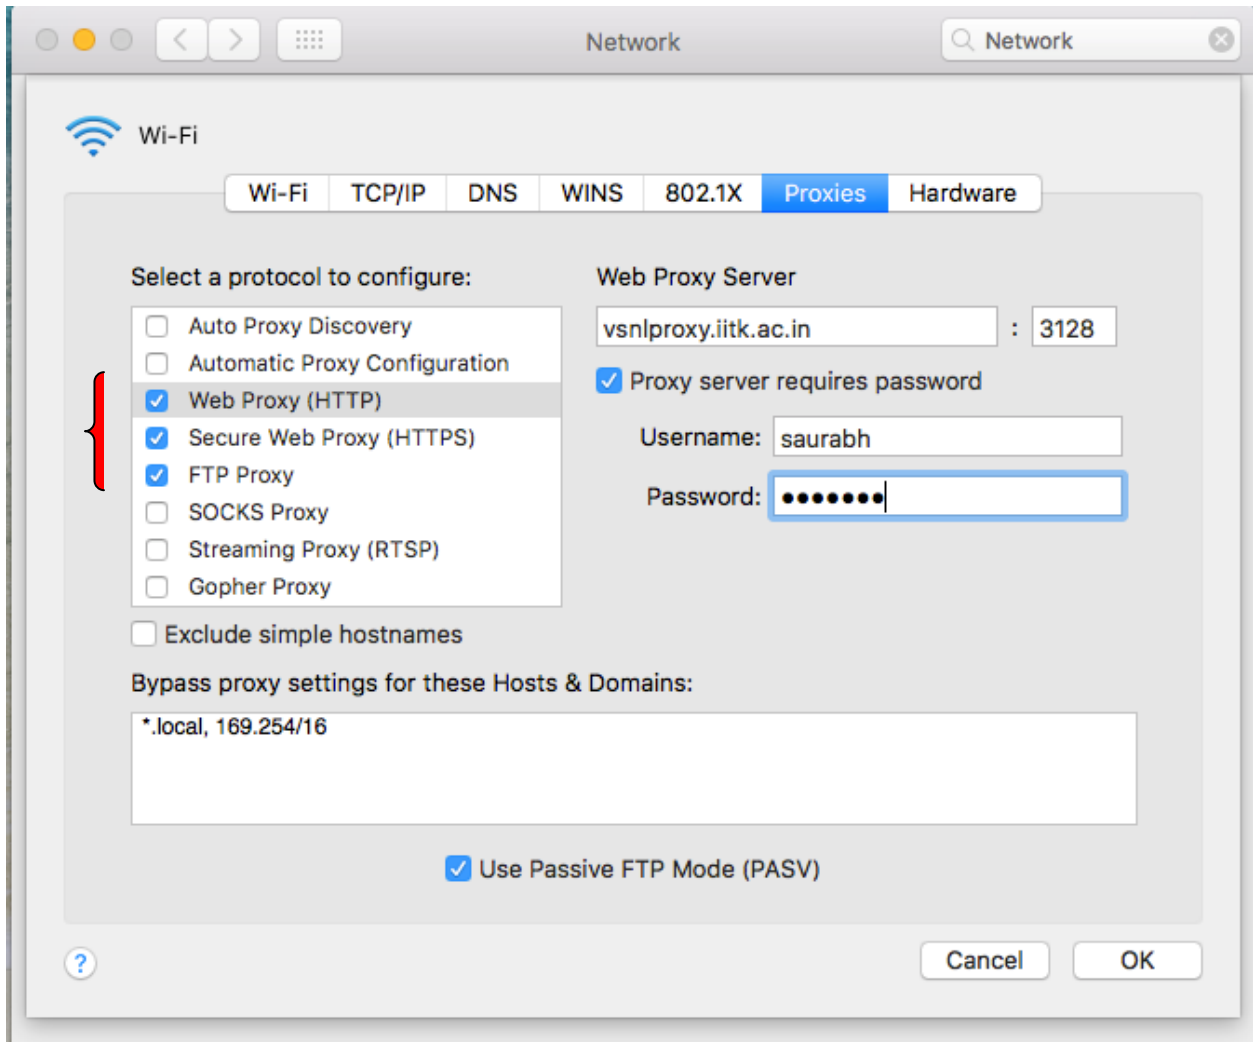 Network
Network
Wi-Fi
Wi-Fi TCP/IP DNS WINS 802.1X Proxies Hardware
Select a protocol to configure:
Auto Proxy Discovery
Automatic Proxy Configuration
Web Proxy (HTTP)
Secure Web Proxy (HTTPS)
FTP Proxy
SOCKS Proxy
Streaming Proxy (RTSP)
Gopher Proxy
Exclude simple hostnames
Web Proxy Server
vsnlproxy.iitk.ac.in : 3128
Proxy server requires password
Username: saurabh
Password: •••••••
Bypass proxy settings for these Hosts & Domains:
*.local, 169.254/16
Use Passive FTP Mode (PASV)
?
Cancel OK